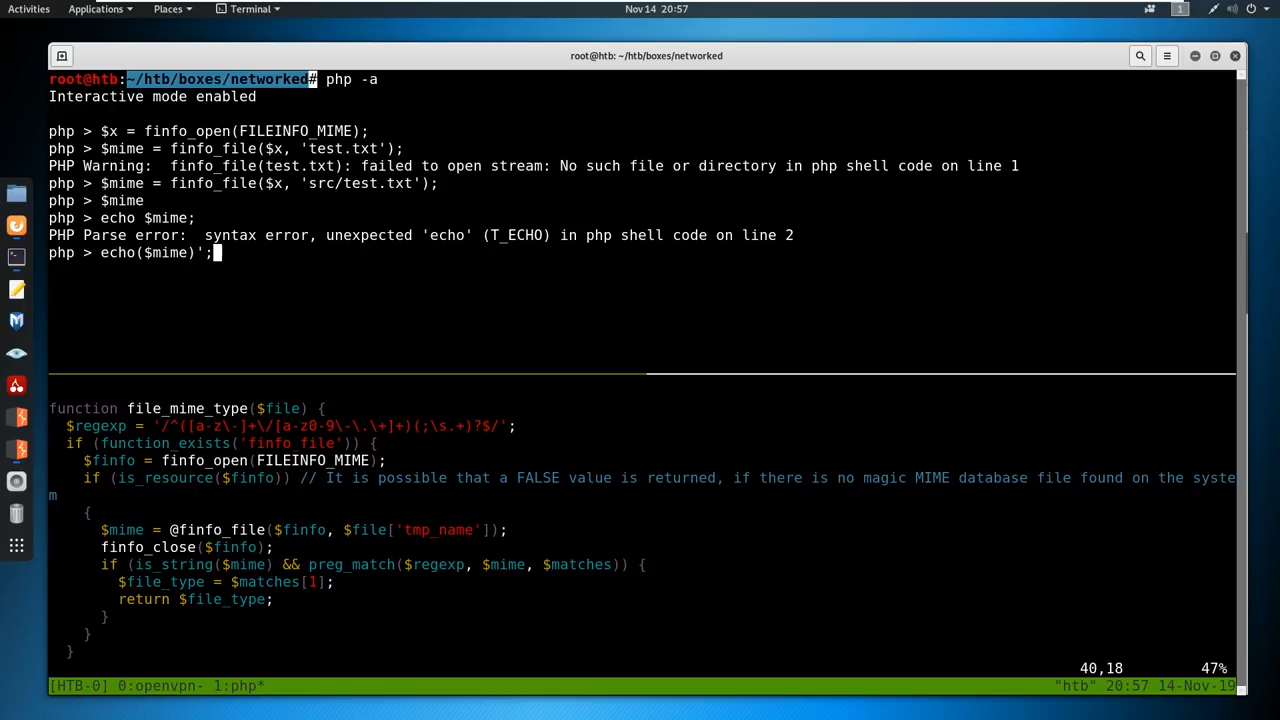 Activities Applications Places Terminal Nov 14 20:57 1
root@htb:~/htb/boxes/networked
root@htb:~/htb/boxes/networked# php -a
Interactive mode enabled
php > $x = finfo_open(FILEINFO_MIME);
php > $mime = finfo_file($x, 'test.txt');
PHP Warning:  finfo_file(test.txt): failed to open stream: No such file or directory in php shell code on line 1
php > $mime = finfo_file($x, 'src/test.txt');
php > $mime
php > echo $mime;
PHP Parse error:  syntax error, unexpected 'echo' (T_ECHO) in php shell code on line 2
php > echo($mime)';
function file_mime_type($file) {
  $regexp = '/^([a-z\-]+\/[a-z0-9\-\.\+]+)(;\s.+)?$/';
  if (function_exists('finfo_file')) {
    $finfo = finfo_open(FILEINFO_MIME);
    if (is_resource($finfo)) // It is possible that a FALSE value is returned, if there is no magic MIME database file found on the syste
m
    {
      $mime = @finfo_file($finfo, $file['tmp_name']);
      finfo_close($finfo);
      if (is_string($mime) && preg_match($regexp, $mime, $matches)) {
        $file_type = $matches[1];
        return $file_type;
      }
    }
  }
40,18 47%
[HTB-0] 0:openvpn- 1:php* "htb" 20:57 14-Nov-19